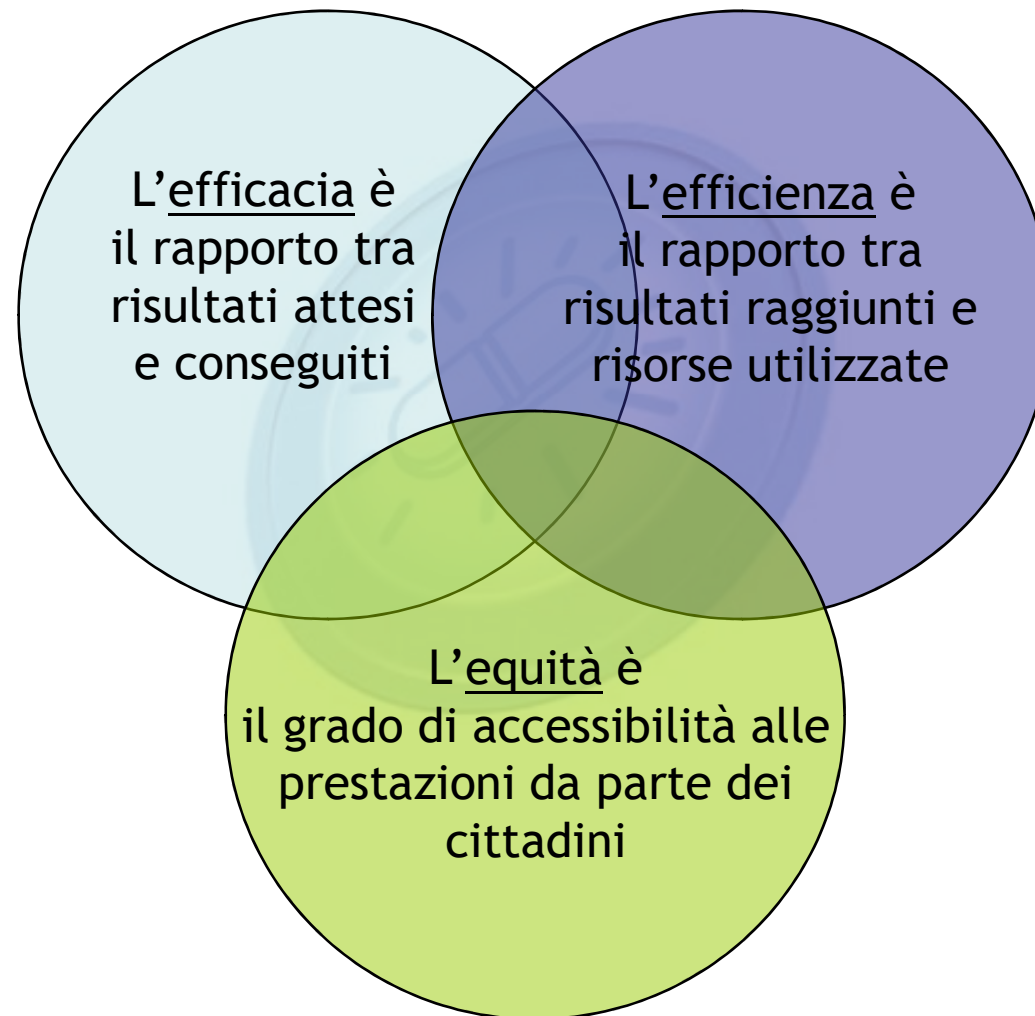 L’efficacia è
il rapporto tra
risultati attesi
e conseguiti
L’efficienza è
il rapporto tra
risultati raggiunti e
risorse utilizzate
L’equità è
il grado di accessibilità alle
prestazioni da parte dei
cittadini